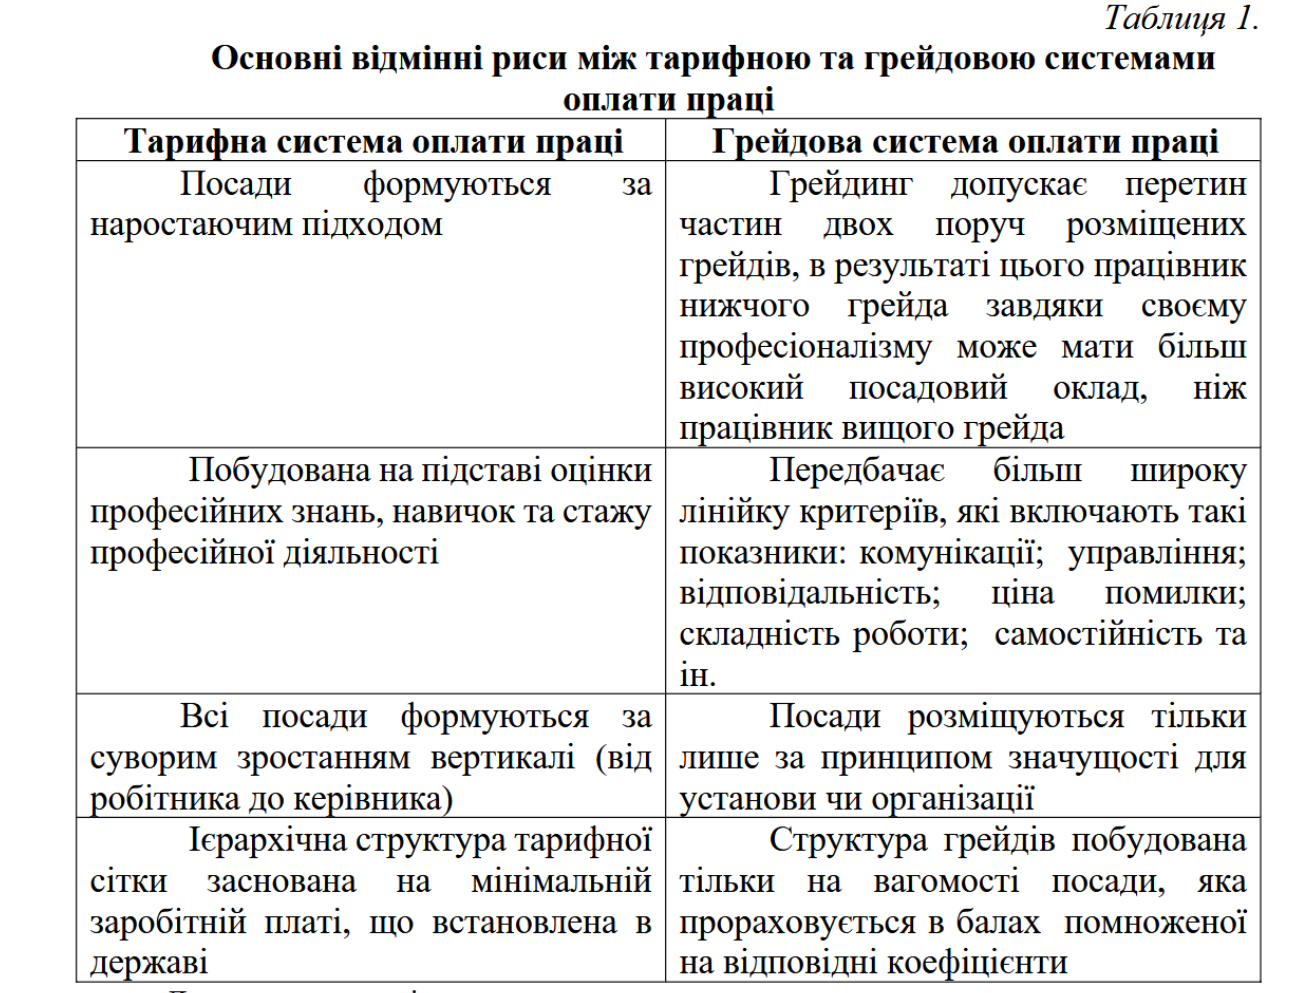 Таблиця 1.
Основні відмінні риси між тарифною та грейдовою системами
оплати праці
Тарифна система оплати праці
Грейдова система оплати праці
Посади формуються за
наростаючим підходом
Грейдинг допускає перетин
частин двох поруч розміщених
грейдів, в результаті цього працівник
нижчого грейда завдяки своєму
професіоналізму може мати більш
високий посадовий оклад, ніж
працівник вищого грейда
Побудована на підставі оцінки
професійних знань, навичок та стажу
професійної діяльності
Передбачає більш широку
лінійку критеріїв, які включають такі
показники: комунікації; управління;
відповідальність; ціна помилки;
складність роботи; самостійність та
ін.
Всі посади формуються за
суворим зростанням вертикалі (від
робітника до керівника)
Посади розміщуються тільки
лише за принципом значущості для
установи чи організації
Ієрархічна структура тарифної
сітки заснована на мінімальній
заробітній платі, що встановлена в
державі
Структура грейдів побудована
тільки на вагомості посади, яка
прораховується в балах помноженої
на відповідні коефіцієнти